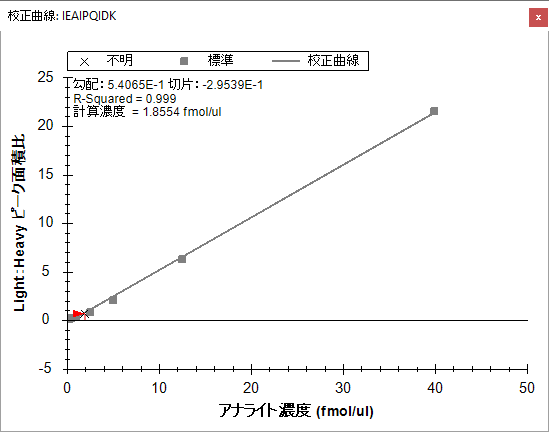 校正曲線: IEAIPQIDK
x
不明 標準 校正曲線
勾配: 5.4065E-1 切片: -2.9539E-1
R-Squared = 0.999
計算濃度 = 1.8554 fmol/ul
25
20
15
10
5
0
-5
Light:Heavy ピーク面積比
0 10 20 30 40 50
アナライト濃度 (fmol/ul)